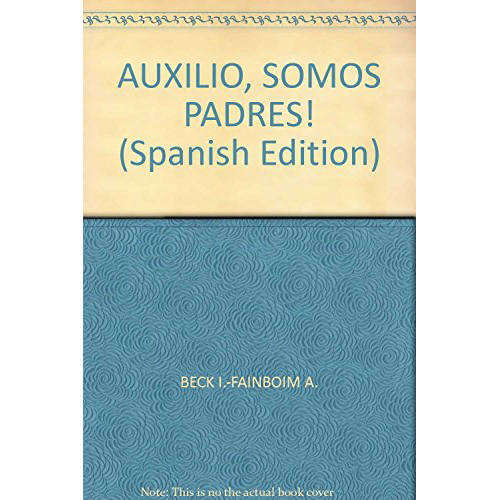 AUXILIO, SOMOS
PADRES!
(Spanish Edition)
BECK I.-FAINBOIM A.
Note: This is no the actual book cover